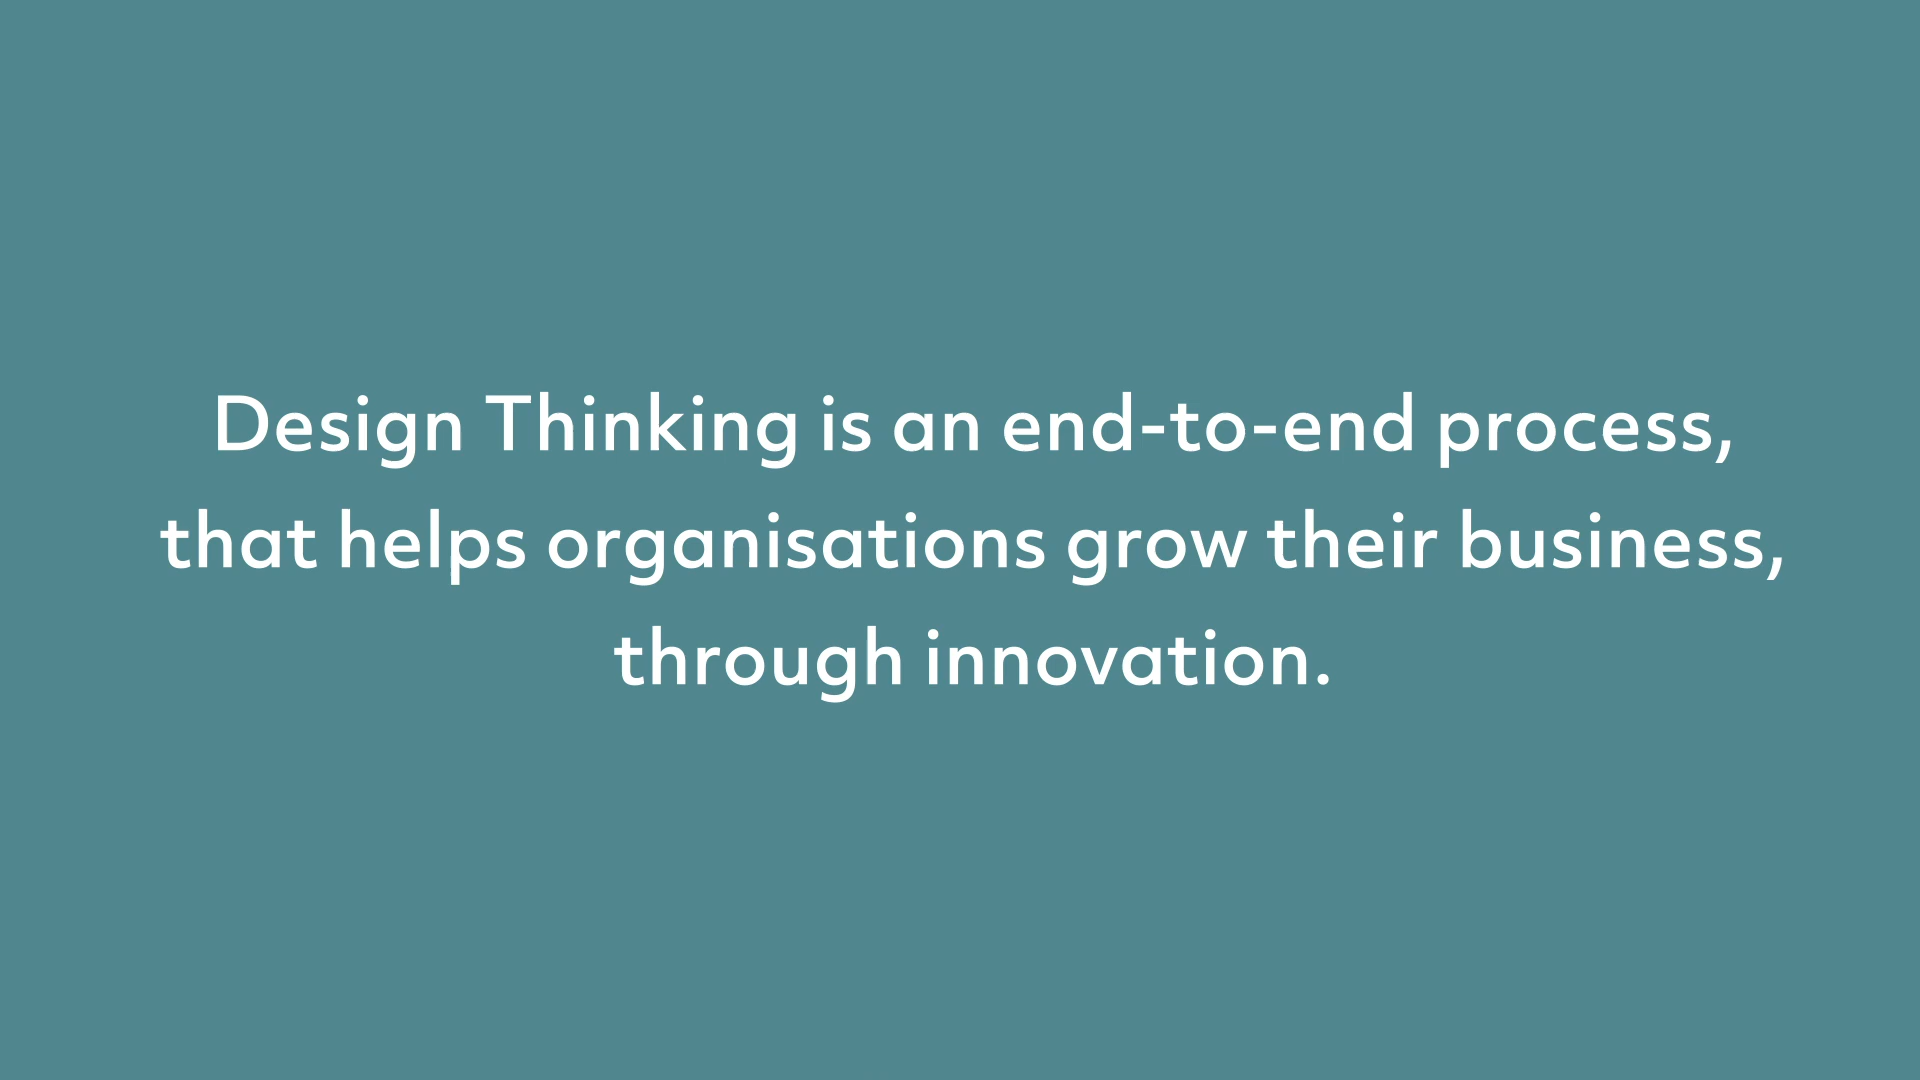 Design Thinking is an end-to-end process,
that helps organisations grow their business,
through innovation.